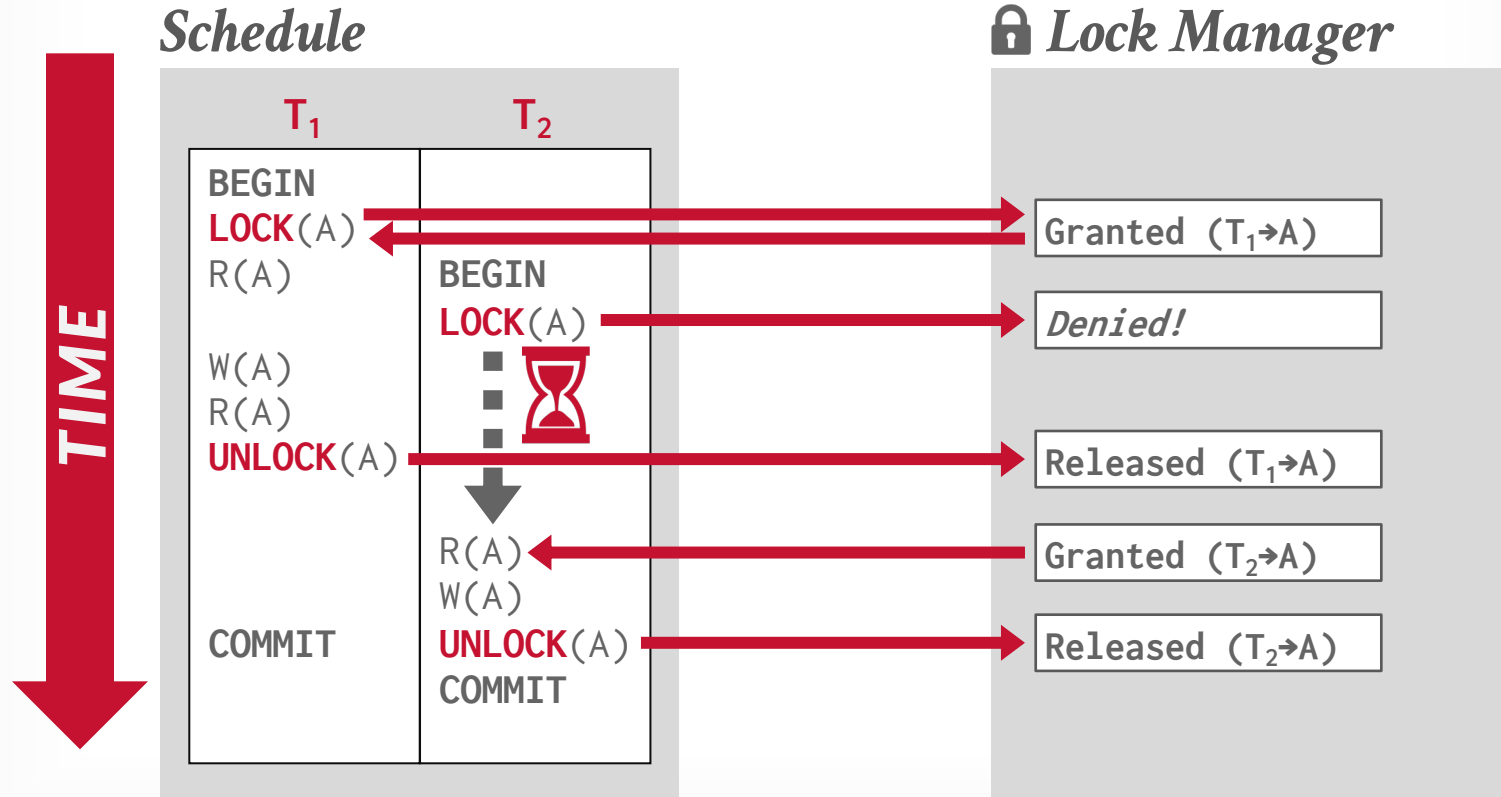 Schedule
Lock Manager
TIME
T₁ T₂
BEGIN
LOCK(A)
Granted (T₁→A)
R(A) BEGIN
LOCK(A)
Denied!
W(A)
R(A)
UNLOCK(A)
Released (T₁→A)
R(A)
Granted (T₂→A)
W(A)
COMMIT UNLOCK(A)
Released (T₂→A)
COMMIT